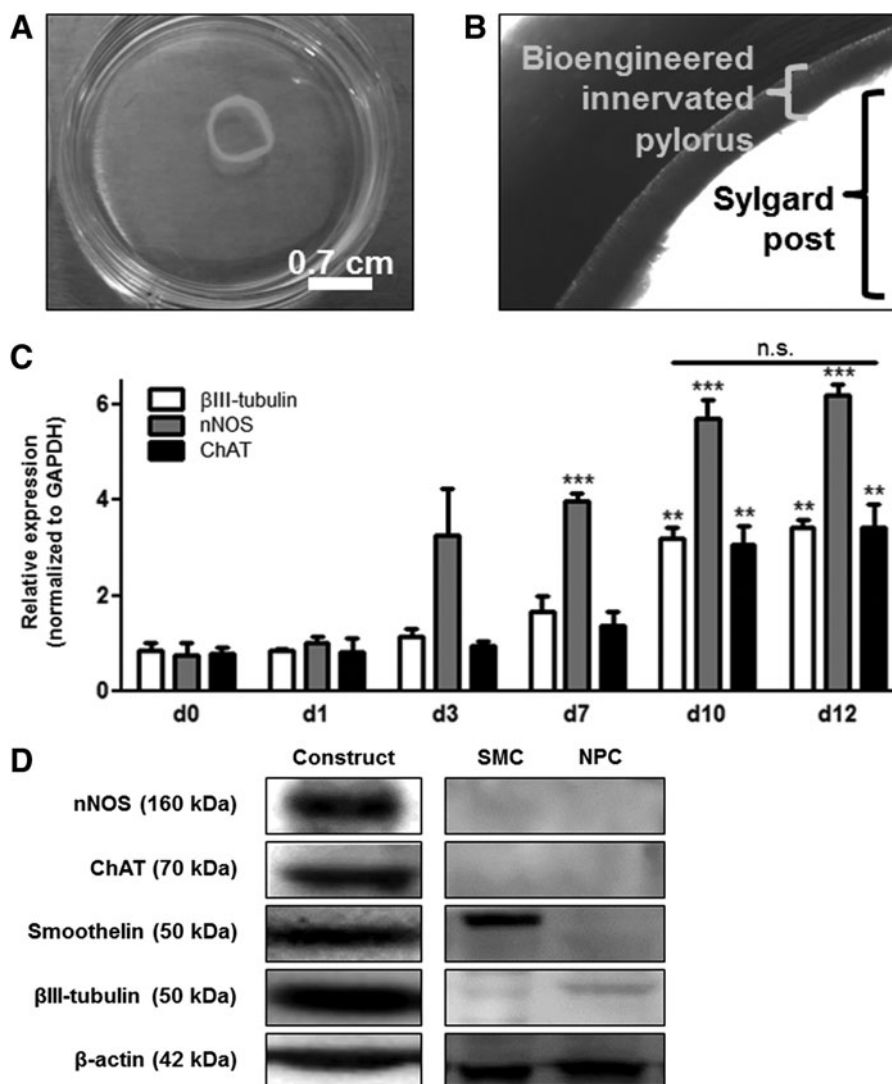 A
0.7 cm
B
Bioengineered
innervated
pylorus
Sylgard
post
C
n.s.
βIII-tubulin
nNOS
ChAT
Relative expression
(normalized to GAPDH)
6
4
2
0
***
***
***
**
**
**
**
d0 d1 d3 d7 d10 d12
D
Construct SMC NPC
nNOS (160 kDa)
ChAT (70 kDa)
Smoothelin (50 kDa)
βIII-tubulin (50 kDa)
β-actin (42 kDa)